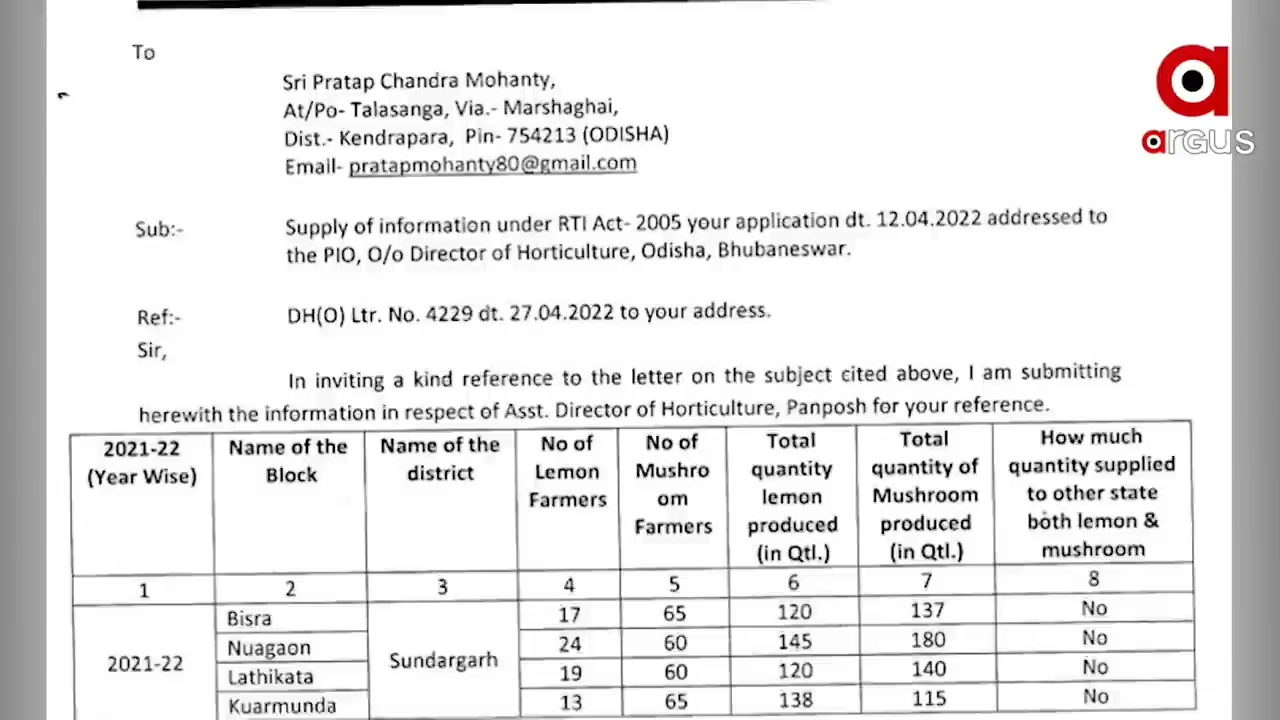 To
Sri Pratap Chandra Mohanty,
At/Po- Talasanga, Via.- Marshaghai,
Dist.- Kendrapara, Pin- 754213 (ODISHA)
Email- pratapmohanty80@gmail.com
argus
Sub:- Supply of information under RTI Act- 2005 your application dt. 12.04.2022 addressed to
the PIO, O/o Director of Horticulture, Odisha, Bhubaneswar.
Ref:- DH(O) Ltr. No. 4229 dt. 27.04.2022 to your address.
Sir,
In inviting a kind reference to the letter on the subject cited above, I am submitting
herewith the information in respect of Asst. Director of Horticulture, Panposh for your reference.
2021-22 (Year Wise) Name of the Block Name of the district No of Lemon Farmers No of Mushro om Farmers Total quantity lemon produced (in Qtl.) Total quantity of Mushroom produced (in Qtl.) How much quantity supplied to other state both lemon & mushroom
1 2 3 4 5 6 7 8
2021-22 Sundargarh
Bisra 17 65 120 137 No
Nuagaon 24 60 145 180 No
Lathikata 19 60 120 140 No
Kuarmunda 13 65 138 115 No